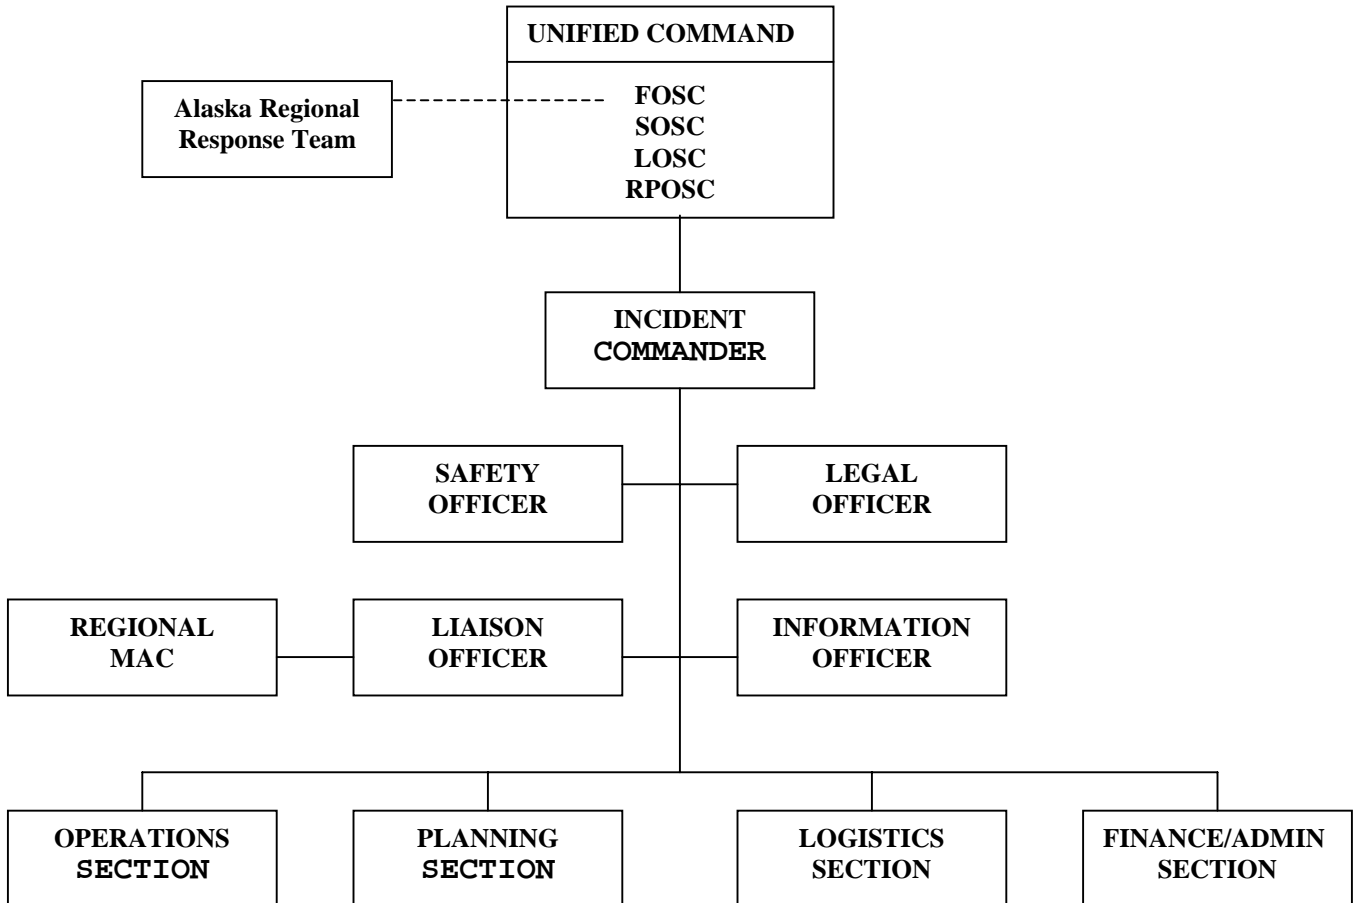 UNIFIED COMMAND
FOSC
SOSC
LOSC
RPOSC
Alaska Regional
Response Team
INCIDENT
COMMANDER
SAFETY
OFFICER
LEGAL
OFFICER
REGIONAL
MAC
LIAISON
OFFICER
INFORMATION
OFFICER
OPERATIONS
SECTION
PLANNING
SECTION
LOGISTICS
SECTION
FINANCE/ADMIN
SECTION